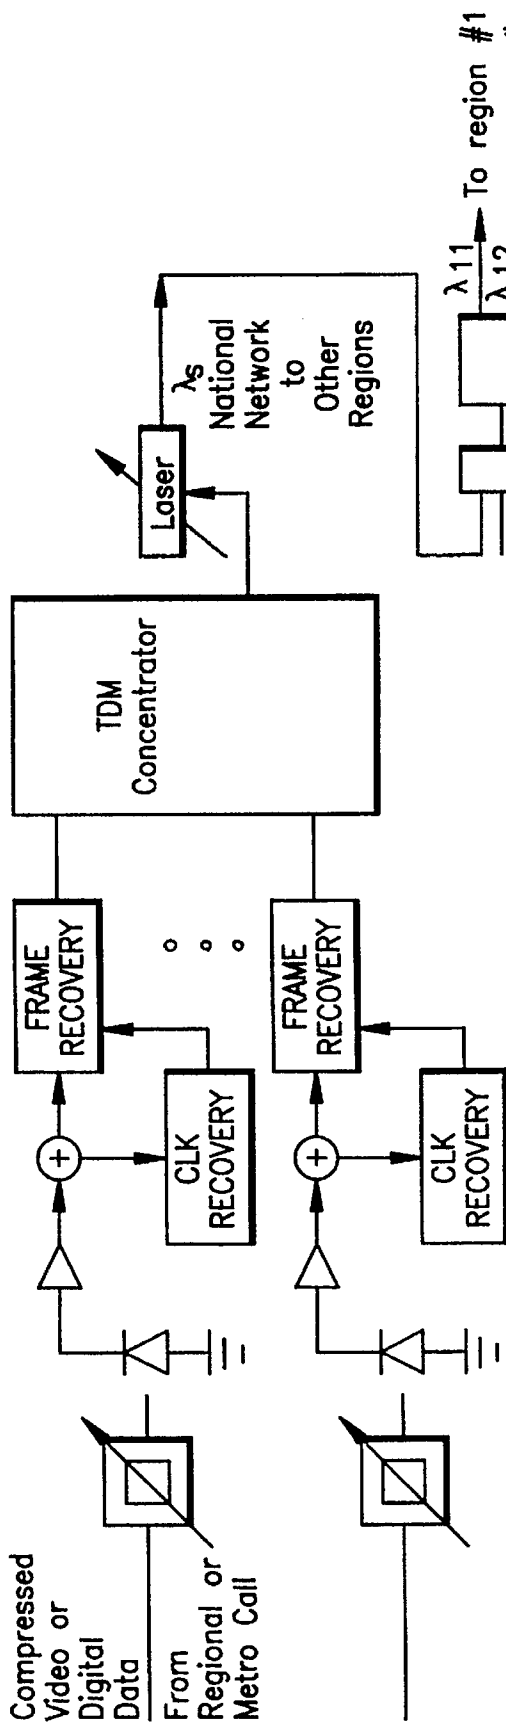 Compressed
Video or
Digital
Data
From
Regional or
Metro Call
+
CLK
RECOVERY
FRAME
RECOVERY
+
CLK
RECOVERY
FRAME
RECOVERY
TDM
Concentrator
Laser
λs
National
Network
to
Other
Regions
λ11
To region #1
λ12